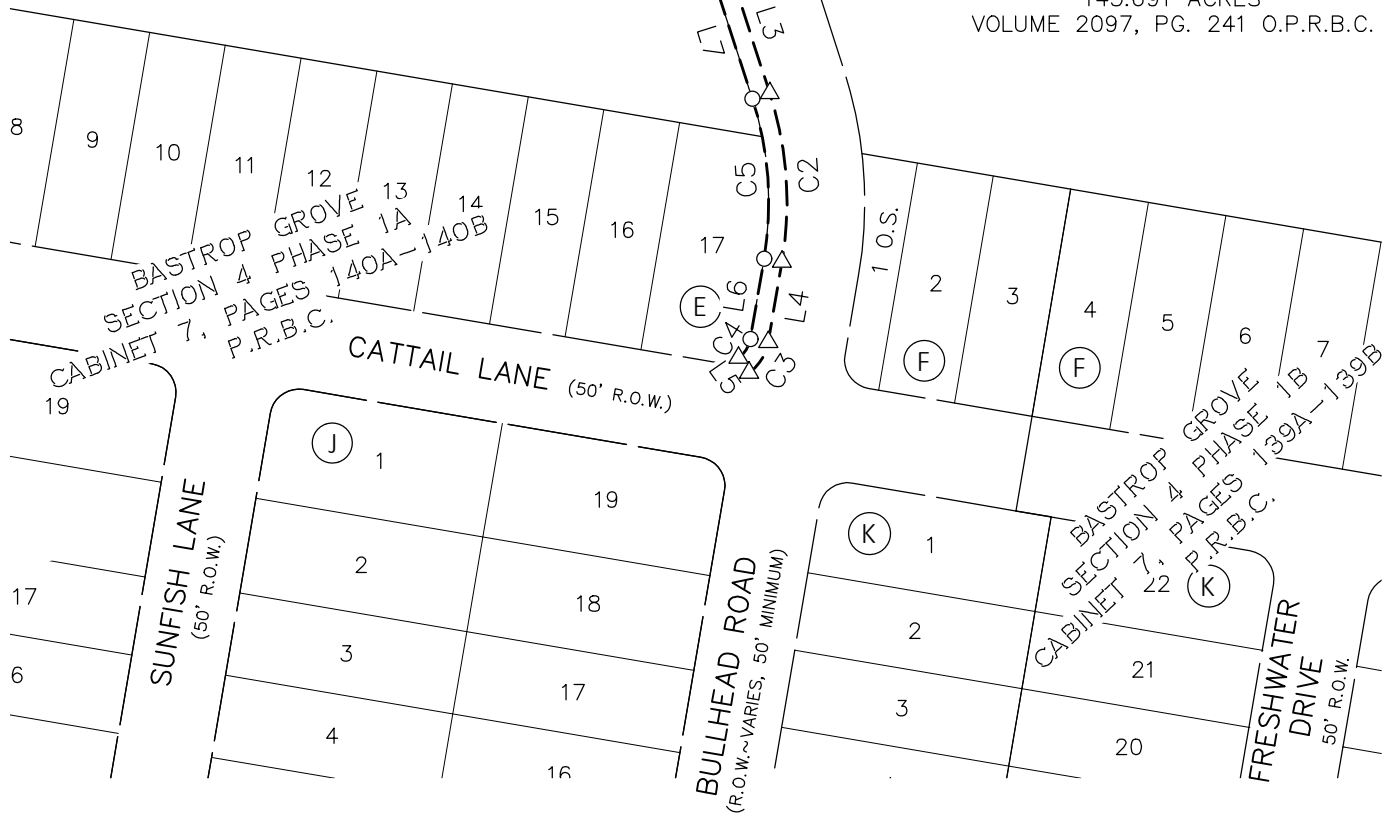 VOLUME 2097, PG. 241 O.P.R.B.C.
L7
L3
8
9
10
11
12
13
14
15
16
17
C5
C2
1 O.S.
2
3
4
5
6
7
E
L6
L4
C4
L5
C3
F
F
BASTROP GROVE
SECTION 4 PHASE 1A
CABINET 7, PAGES 140A-140B
P.R.B.C.
CATTAIL LANE (50' R.O.W.)
BASTROP GROVE
SECTION 4 PHASE 1B
CABINET 7, PAGES 139A-139B
P.R.B.C.
19
17
6
SUNFISH LANE
(50' R.O.W.)
J
1
2
3
4
19
18
17
16
BULLHEAD ROAD
(R.O.W.~VARIES, 50' MINIMUM)
K
1
2
3
22
K
21
20
FRESHWATER
DRIVE
50' R.O.W.